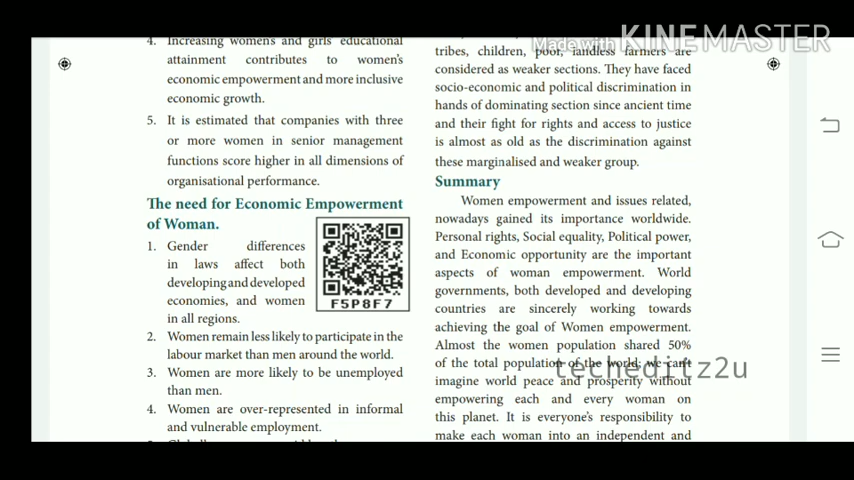 Made with KINEMASTER
4. Increasing women's and girls' educational
attainment contributes to women's
economic empowerment and more inclusive
economic growth.
5. It is estimated that companies with three
or more women in senior management
functions score higher in all dimensions of
organisational performance.
The need for Economic Empowerment
of Woman.
1. Gender differences
in laws affect both
developing and developed
economies, and women
in all regions.
F5P8F7
2. Women remain less likely to participate in the
labour market than men around the world.
3. Women are more likely to be unemployed
than men.
4. Women are over-represented in informal
and vulnerable employment.
tribes, children, poor, landless farmers are
considered as weaker sections. They have faced
socio-economic and political discrimination in
hands of dominating section since ancient time
and their fight for rights and access to justice
is almost as old as the discrimination against
these marginalised and weaker group.
Summary
Women empowerment and issues related,
nowadays gained its importance worldwide.
Personal rights, Social equality, Political power,
and Economic opportunity are the important
aspects of woman empowerment. World
governments, both developed and developing
countries are sincerely working towards
achieving the goal of Women empowerment.
Almost the women population shared 50%
of the total population of the world; we can't
imagine world peace and prosperity without
empowering each and every woman on
this planet. It is everyone's responsibility to
make each woman into an independent and
techeditz2u